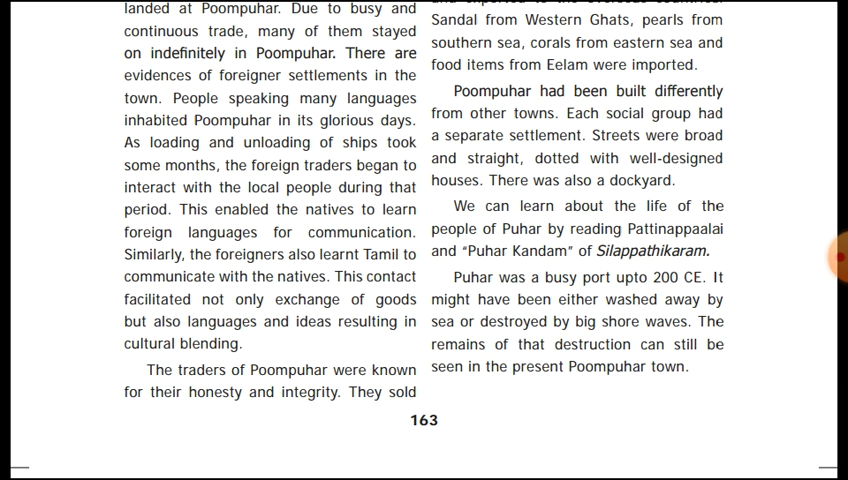 landed at Poompuhar. Due to busy and
continuous trade, many of them stayed
on indefinitely in Poompuhar. There are
evidences of foreigner settlements in the
town. People speaking many languages
inhabited Poompuhar in its glorious days.
As loading and unloading of ships took
some months, the foreign traders began to
interact with the local people during that
period. This enabled the natives to learn
foreign languages for communication.
Similarly, the foreigners also learnt Tamil to
communicate with the natives. This contact
facilitated not only exchange of goods
but also languages and ideas resulting in
cultural blending.
The traders of Poompuhar were known
for their honesty and integrity. They sold
and exported to the overseas countries.
Sandal from Western Ghats, pearls from
southern sea, corals from eastern sea and
food items from Eelam were imported.
Poompuhar had been built differently
from other towns. Each social group had
a separate settlement. Streets were broad
and straight, dotted with well-designed
houses. There was also a dockyard.
We can learn about the life of the
people of Puhar by reading Pattinappaalai
and “Puhar Kandam” of Silappathikaram.
Puhar was a busy port upto 200 CE. It
might have been either washed away by
sea or destroyed by big shore waves. The
remains of that destruction can still be
seen in the present Poompuhar town.
163